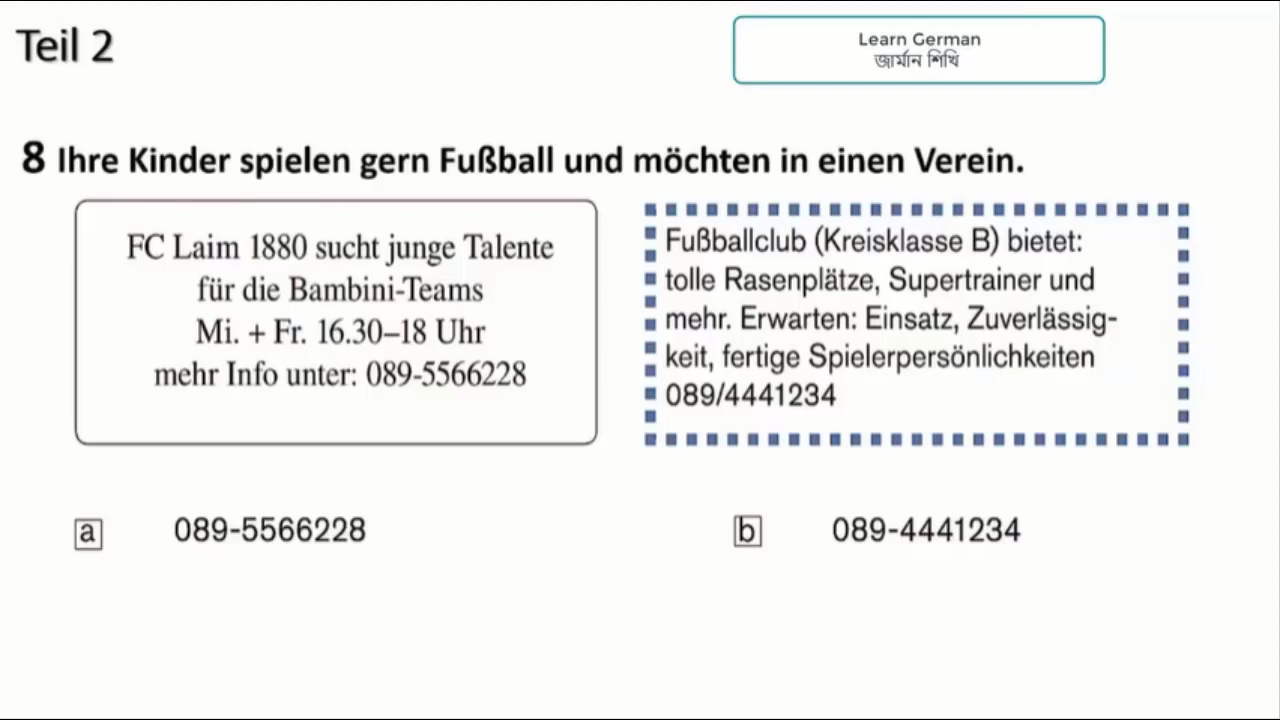 Teil 2
Learn German
জার্মান শিখি
8 Ihre Kinder spielen gern Fußball und möchten in einen Verein.
FC Laim 1880 sucht junge Talente
für die Bambini-Teams
Mi. + Fr. 16.30–18 Uhr
mehr Info unter: 089-5566228
Fußballclub (Kreisklasse B) bietet:
tolle Rasenplätze, Supertrainer und
mehr. Erwarten: Einsatz, Zuverlässig-
keit, fertige Spielerpersönlichkeiten
089/4441234
a 089-5566228
b 089-4441234